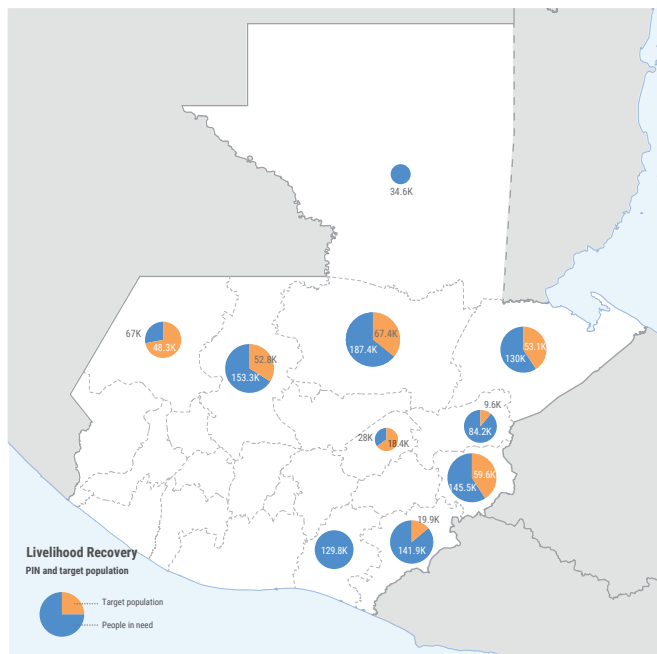 34.6K
67K
48.3K
52.8K
153.3K
67.4K
187.4K
53.1K
130K
9.6K
84.2K
28K
18.4K
59.6K
145.5K
19.9K
141.9K
129.8K
Livelihood Recovery
PIN and target population
Target population
People in need